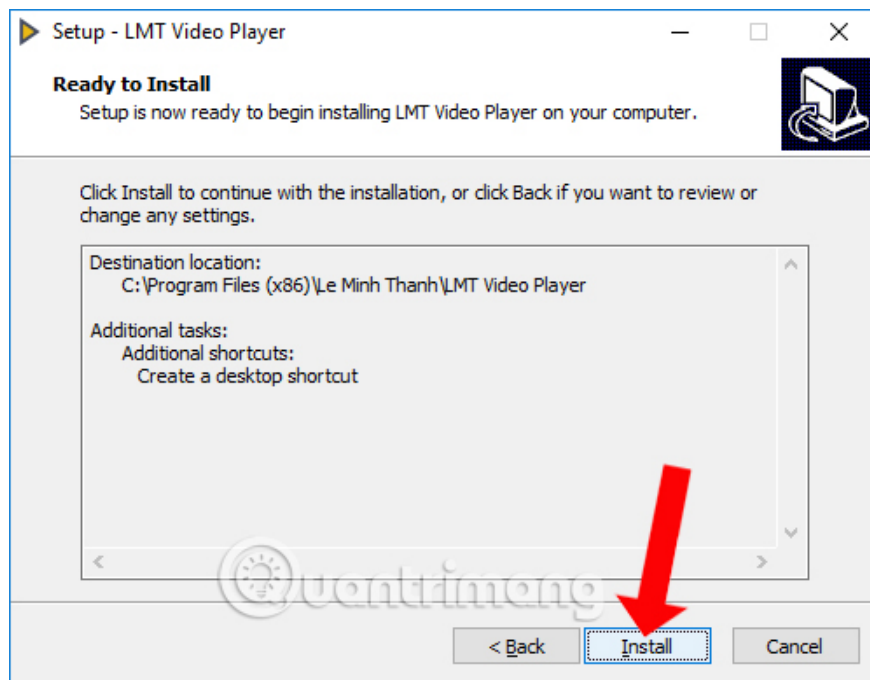 Setup - LMT Video Player
Ready to Install
Setup is now ready to begin installing LMT Video Player on your computer.
Click Install to continue with the installation, or click Back if you want to review or
change any settings.
Destination location:
C:\Program Files (x86)\Le Minh Thanh\LMT Video Player
Additional tasks:
Additional shortcuts:
Create a desktop shortcut
Quantrimang
< Back
Install
Cancel